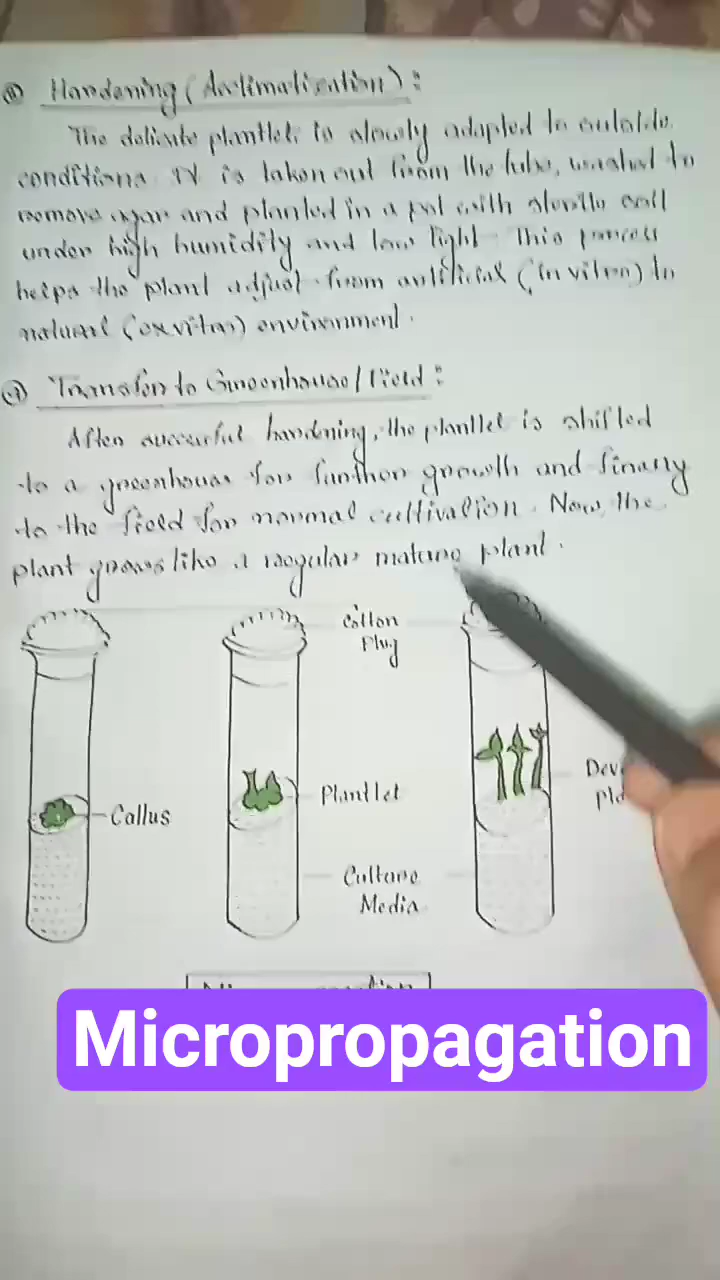 Hardening (Acclimatization) :
The delicate plantlet is slowly adapted to outside
conditions. It is taken out from the tube, washed to
remove agar and planted in a pot with sterile soil
under high humidity and low light. This process
helps the plant adjust from artificial (in vitro) to
natural (ex vitro) environment.
Transfer to Greenhouse/Field :
After successful hardening, the plantlet is shifted
to a greenhouse for further growth and finally
to the field for normal cultivation. Now, the
plant grows like a regular mature plant.
Cotton
Plug
Callus
Plantlet
Culture
Media
Micropropagation